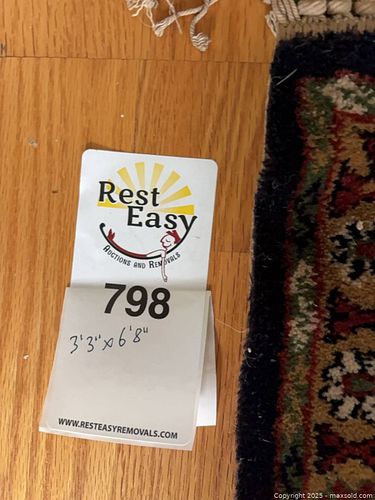 Rest
Easy
AUCTIONS AND REMOVALS
798
3'3" x 6'8"
WWW.RESTEASYREMOVALS.COM
Copyright 2025 - maxsold.com